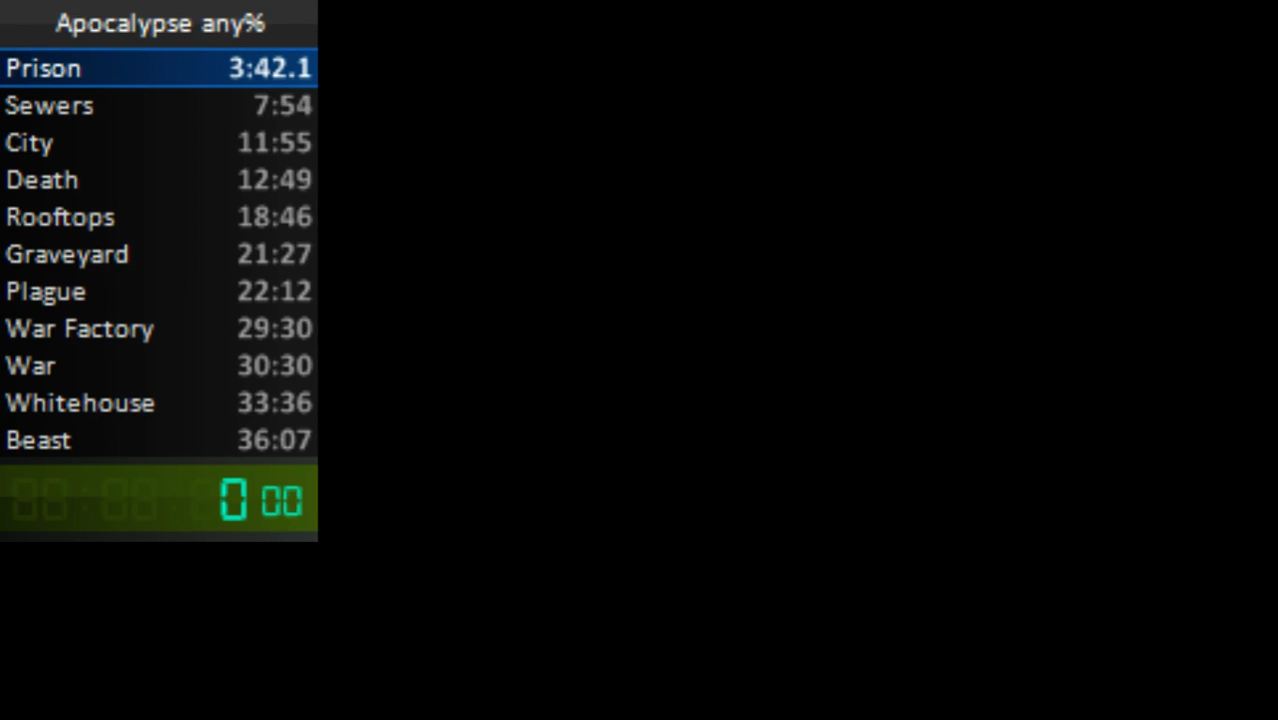 Apocalypse any%
Prison 3:42.1
Sewers 7:54
City 11:55
Death 12:49
Rooftops 18:46
Graveyard 21:27
Plague 22:12
War Factory 29:30
War 30:30
Whitehouse 33:36
Beast 36:07
0 00